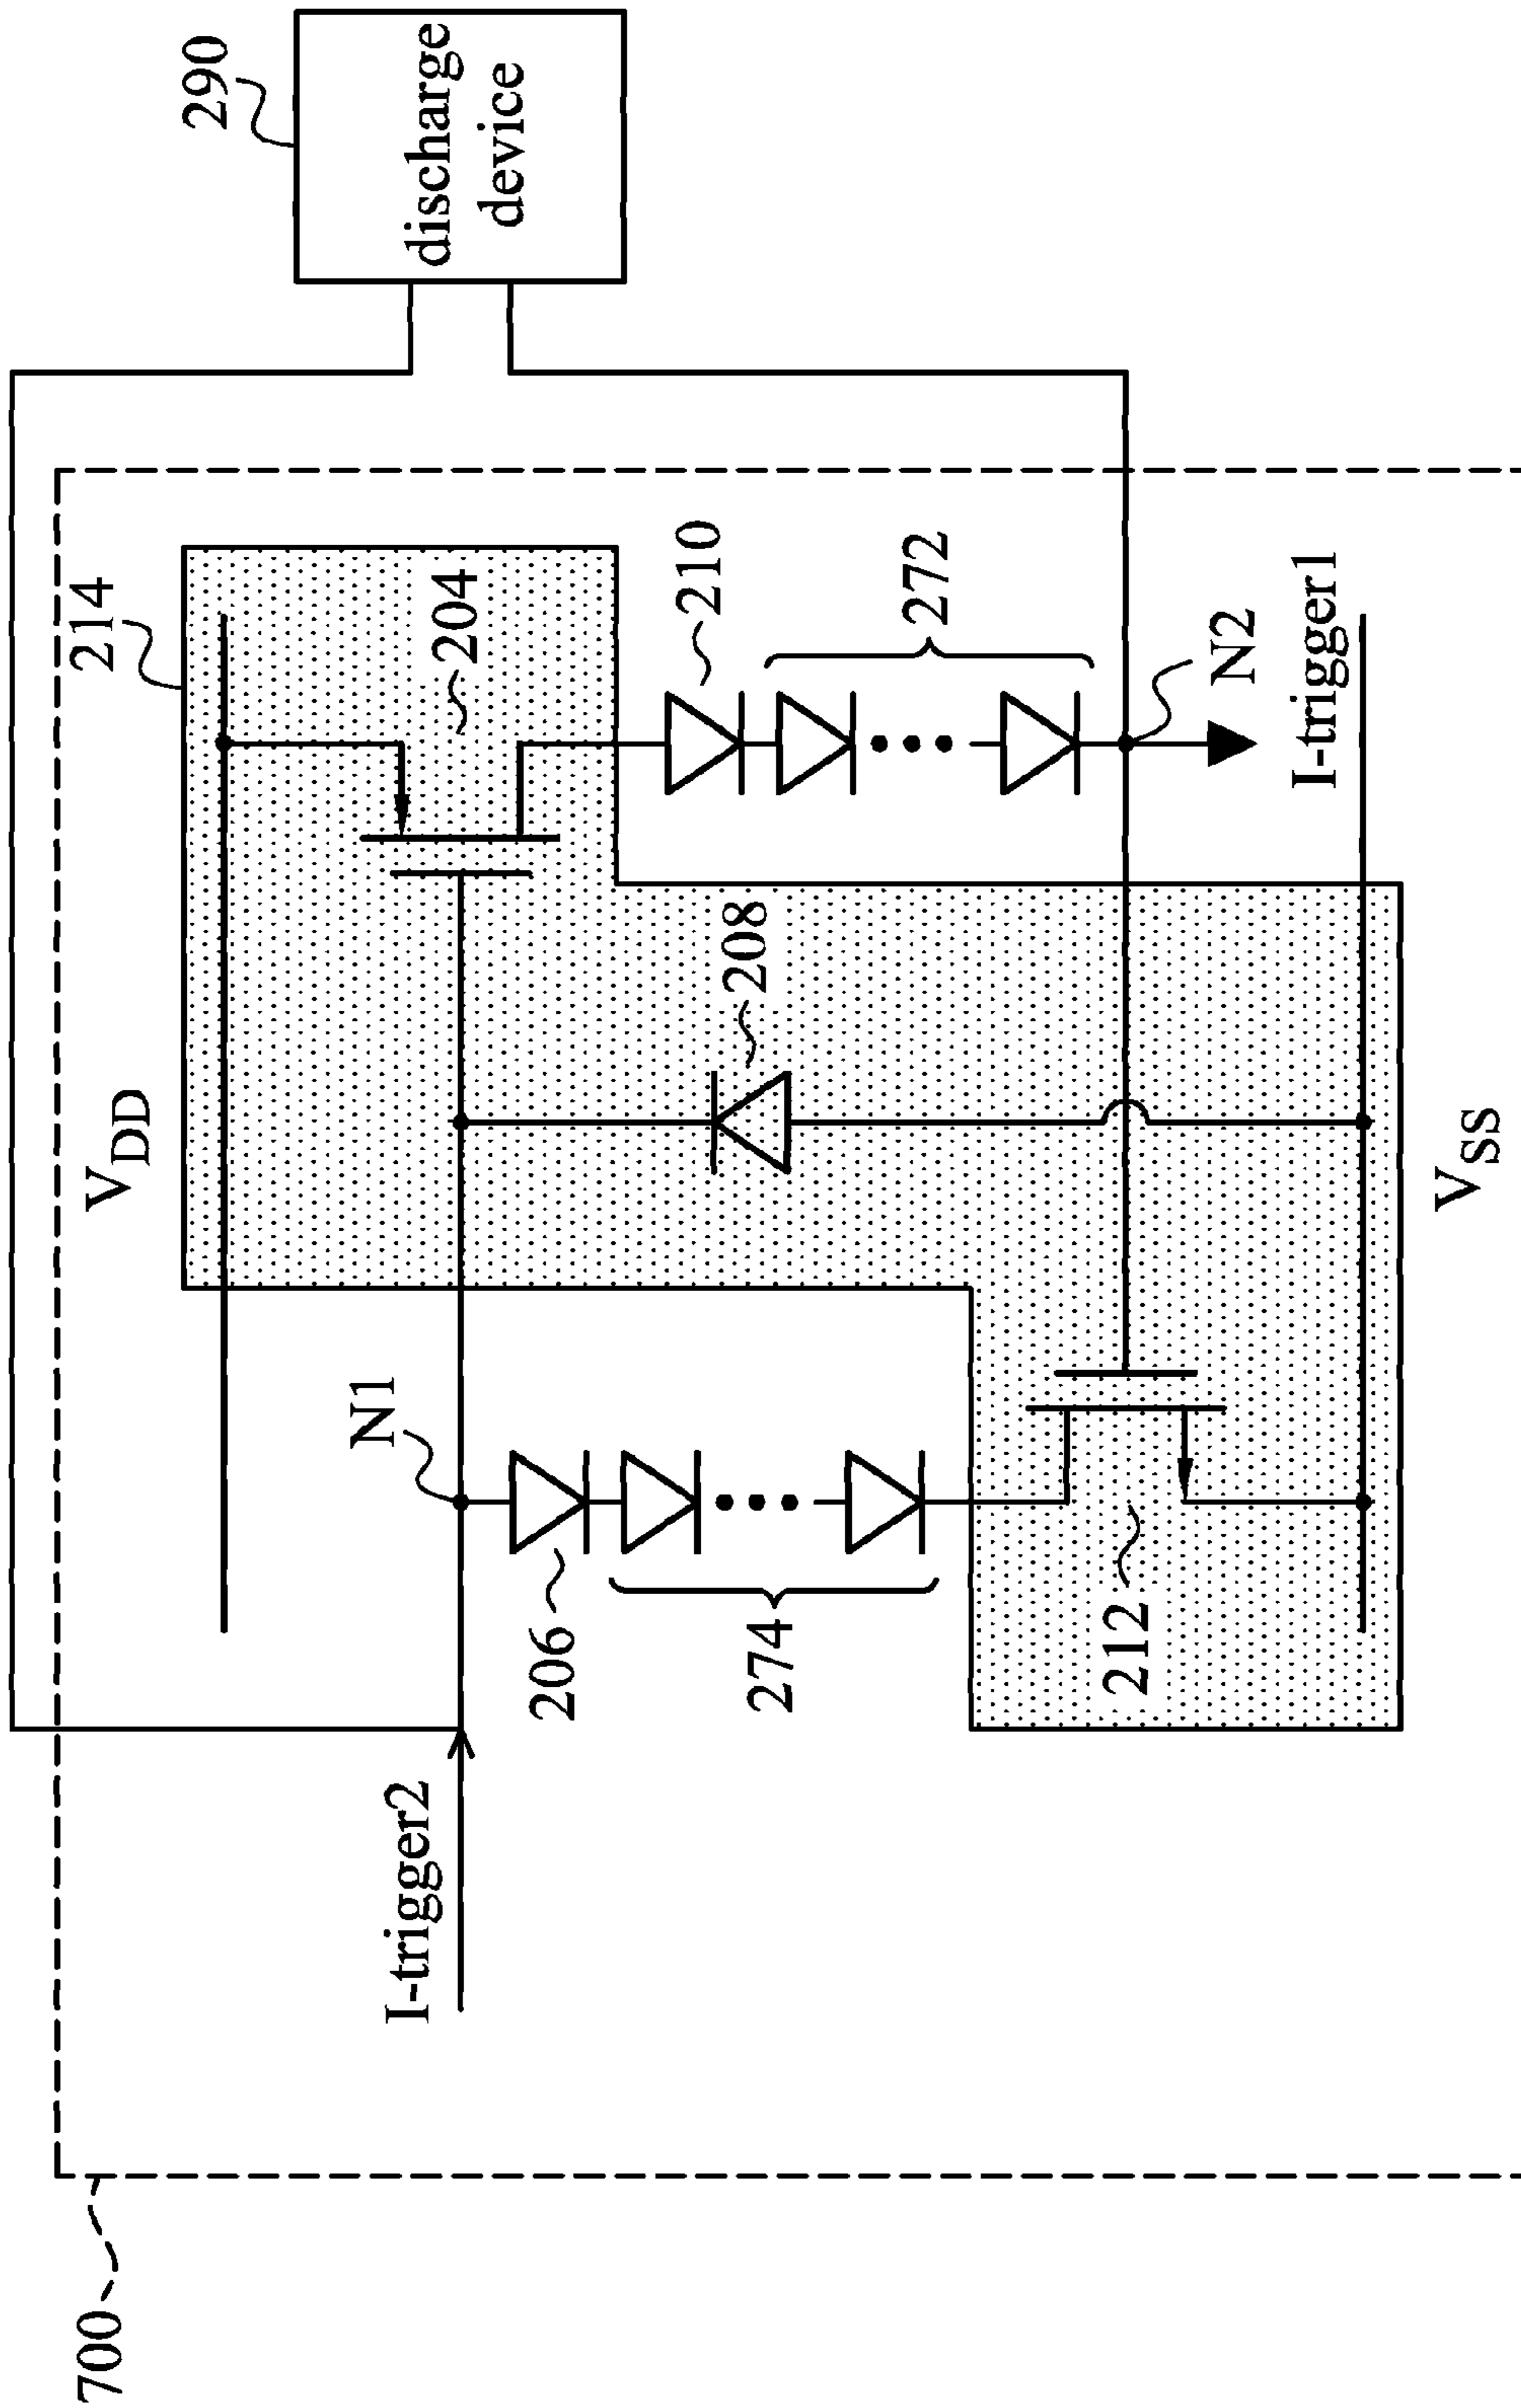 700
214
290
V_DD
discharge
device
N1
204
I-trigger2
206
274
208
210
272
212
N2
I-trigger1
V_SS